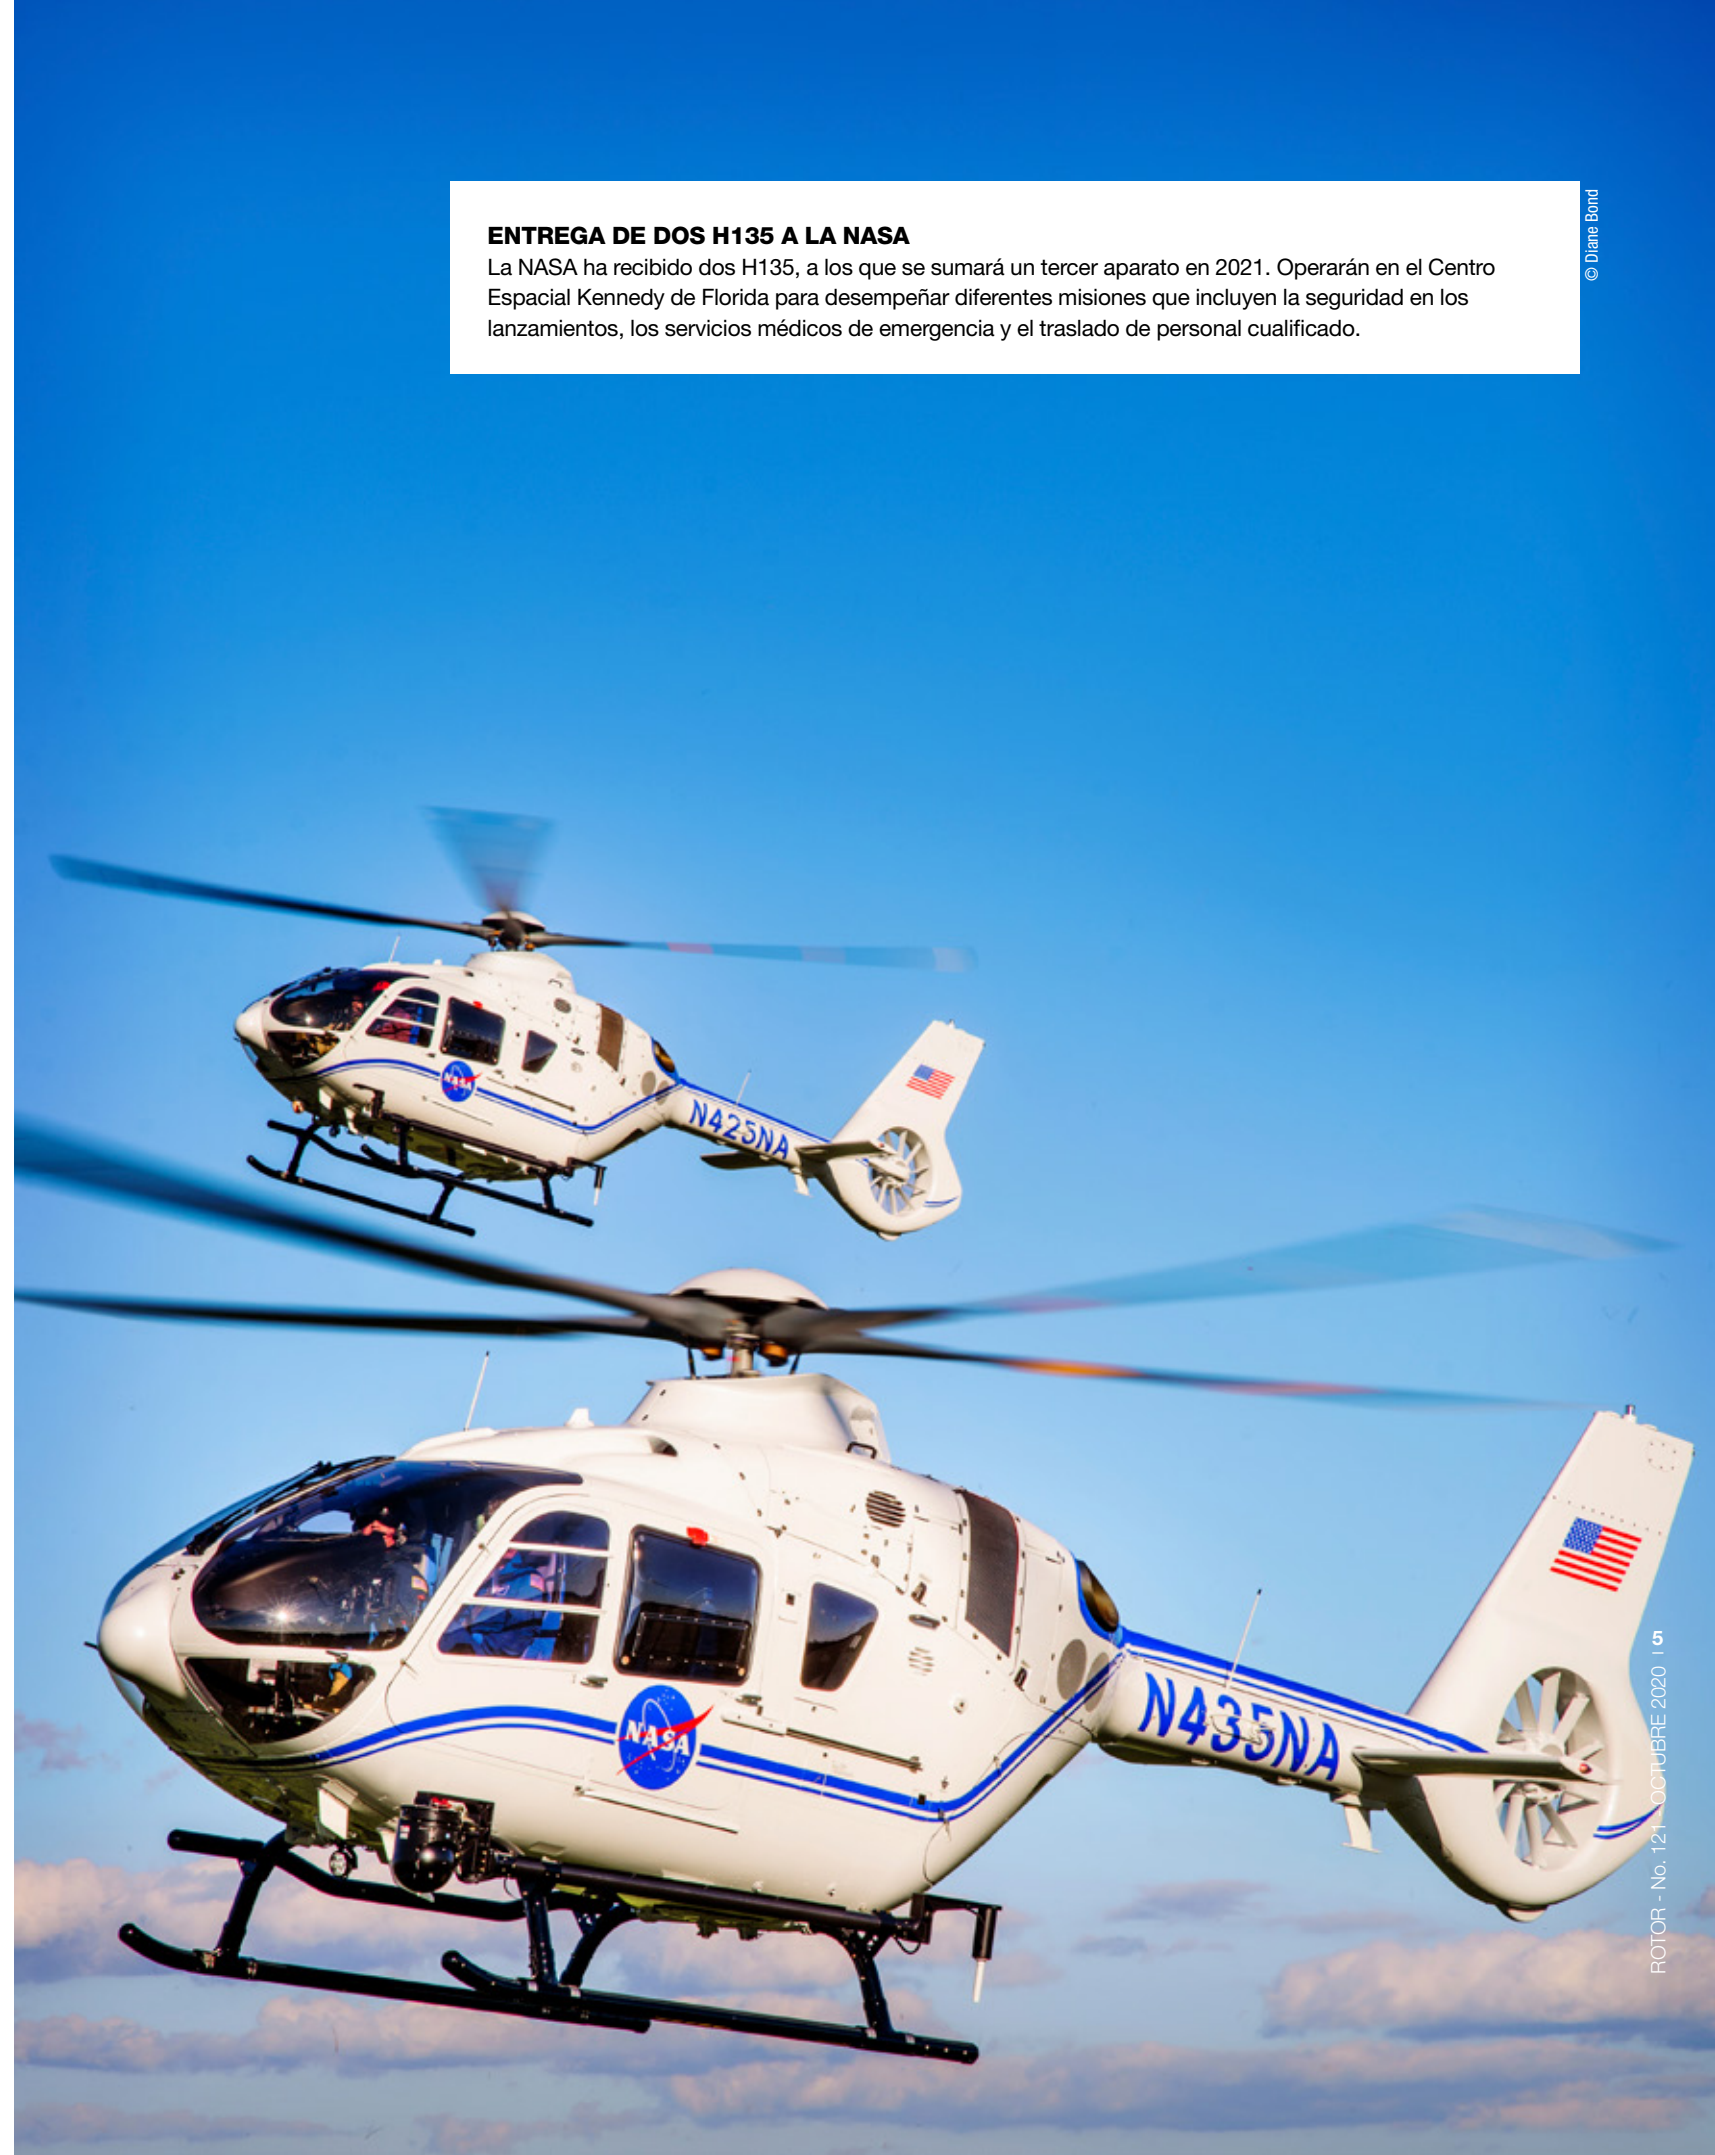 ENTREGA DE DOS H135 A LA NASA
La NASA ha recibido dos H135, a los que se sumará un tercer aparato en 2021. Operarán en el Centro
Espacial Kennedy de Florida para desempeñar diferentes misiones que incluyen la seguridad en los
lanzamientos, los servicios médicos de emergencia y el traslado de personal cualificado.
© Diane Bond
NASA
N425NA
NASA
N435NA
ROTOR - No. 121 - OCTUBRE 2020 I 5